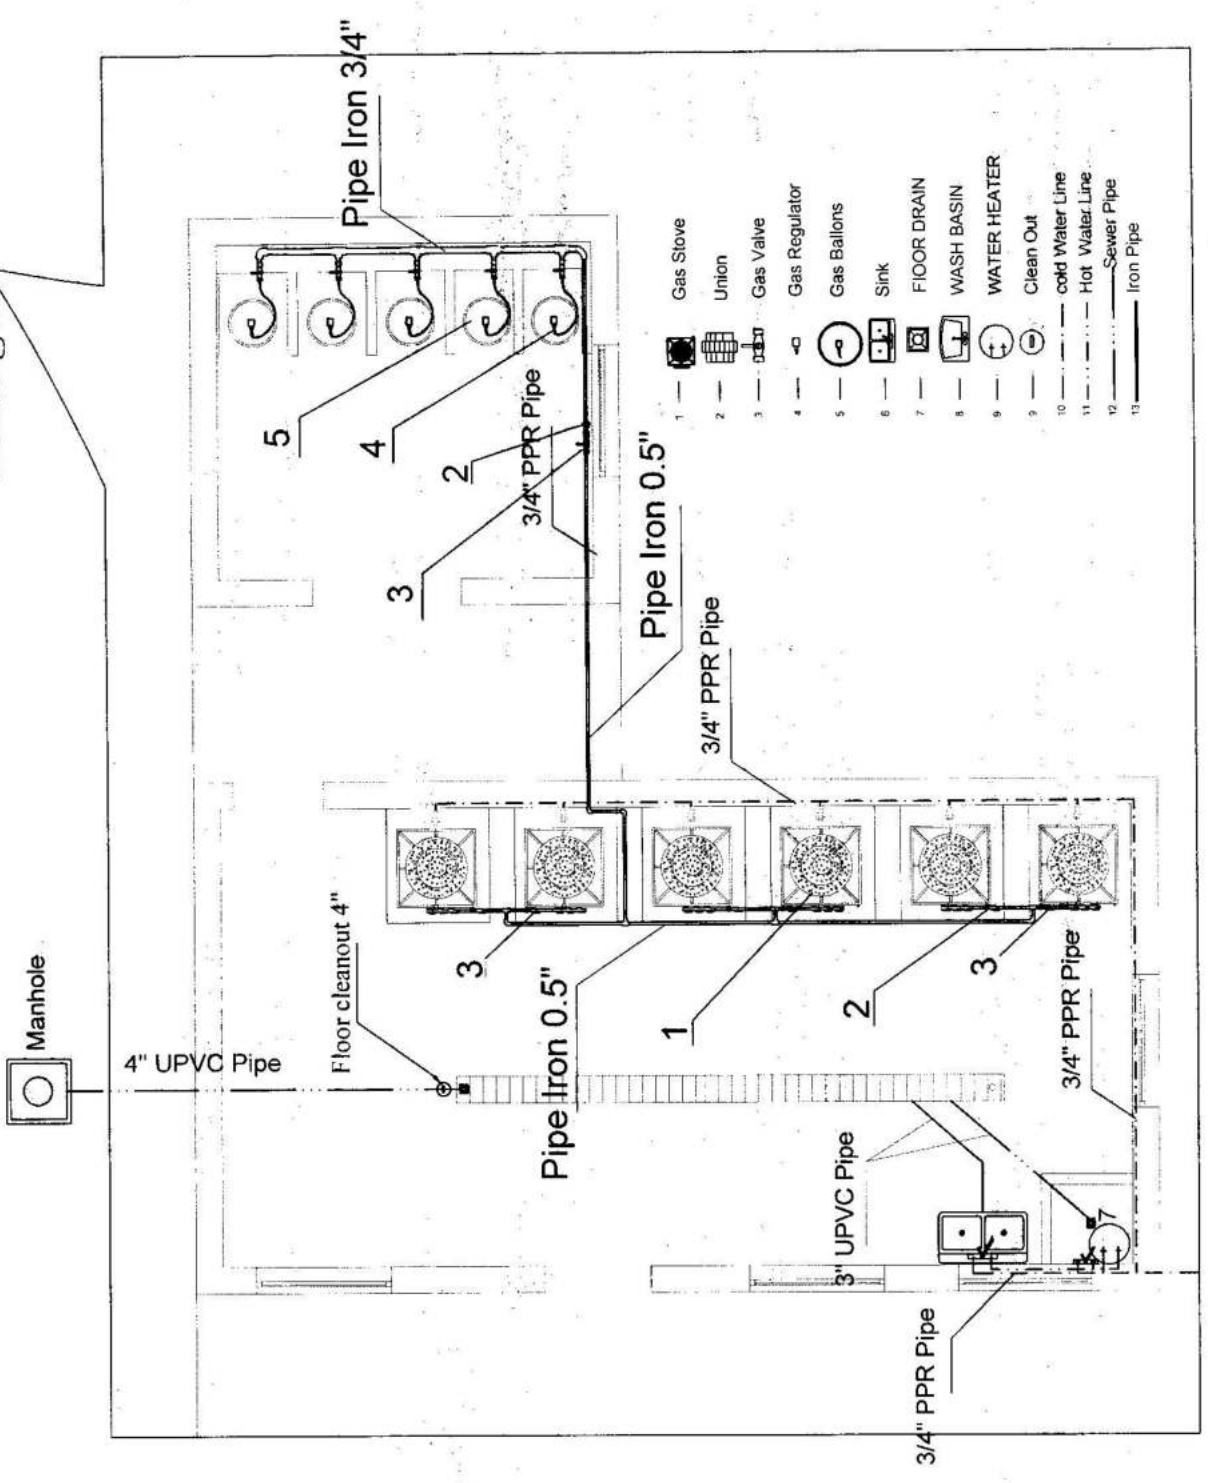 Manhole
4" UPVC Pipe
Floor cleanout 4"
Pipe Iron 3/4"
5
4
2
3
3/4" PPR Pipe
Pipe Iron 0.5"
3/4" PPR Pipe
3
Pipe Iron 0.5"
1
2
3
3/4" PPR Pipe
3" UPVC Pipe
7
3/4" PPR Pipe
1 Gas Stove
2 Union
3 Gas Valve
4 Gas Regulator
5 Gas Ballons
6 Sink
7 FlOOR DRAIN
8 WASH BASIN
9 WATER HEATER
9 Clean Out
10 cold Water Line
11 Hot Water Line
12 Sewer Pipe
13 Iron Pipe